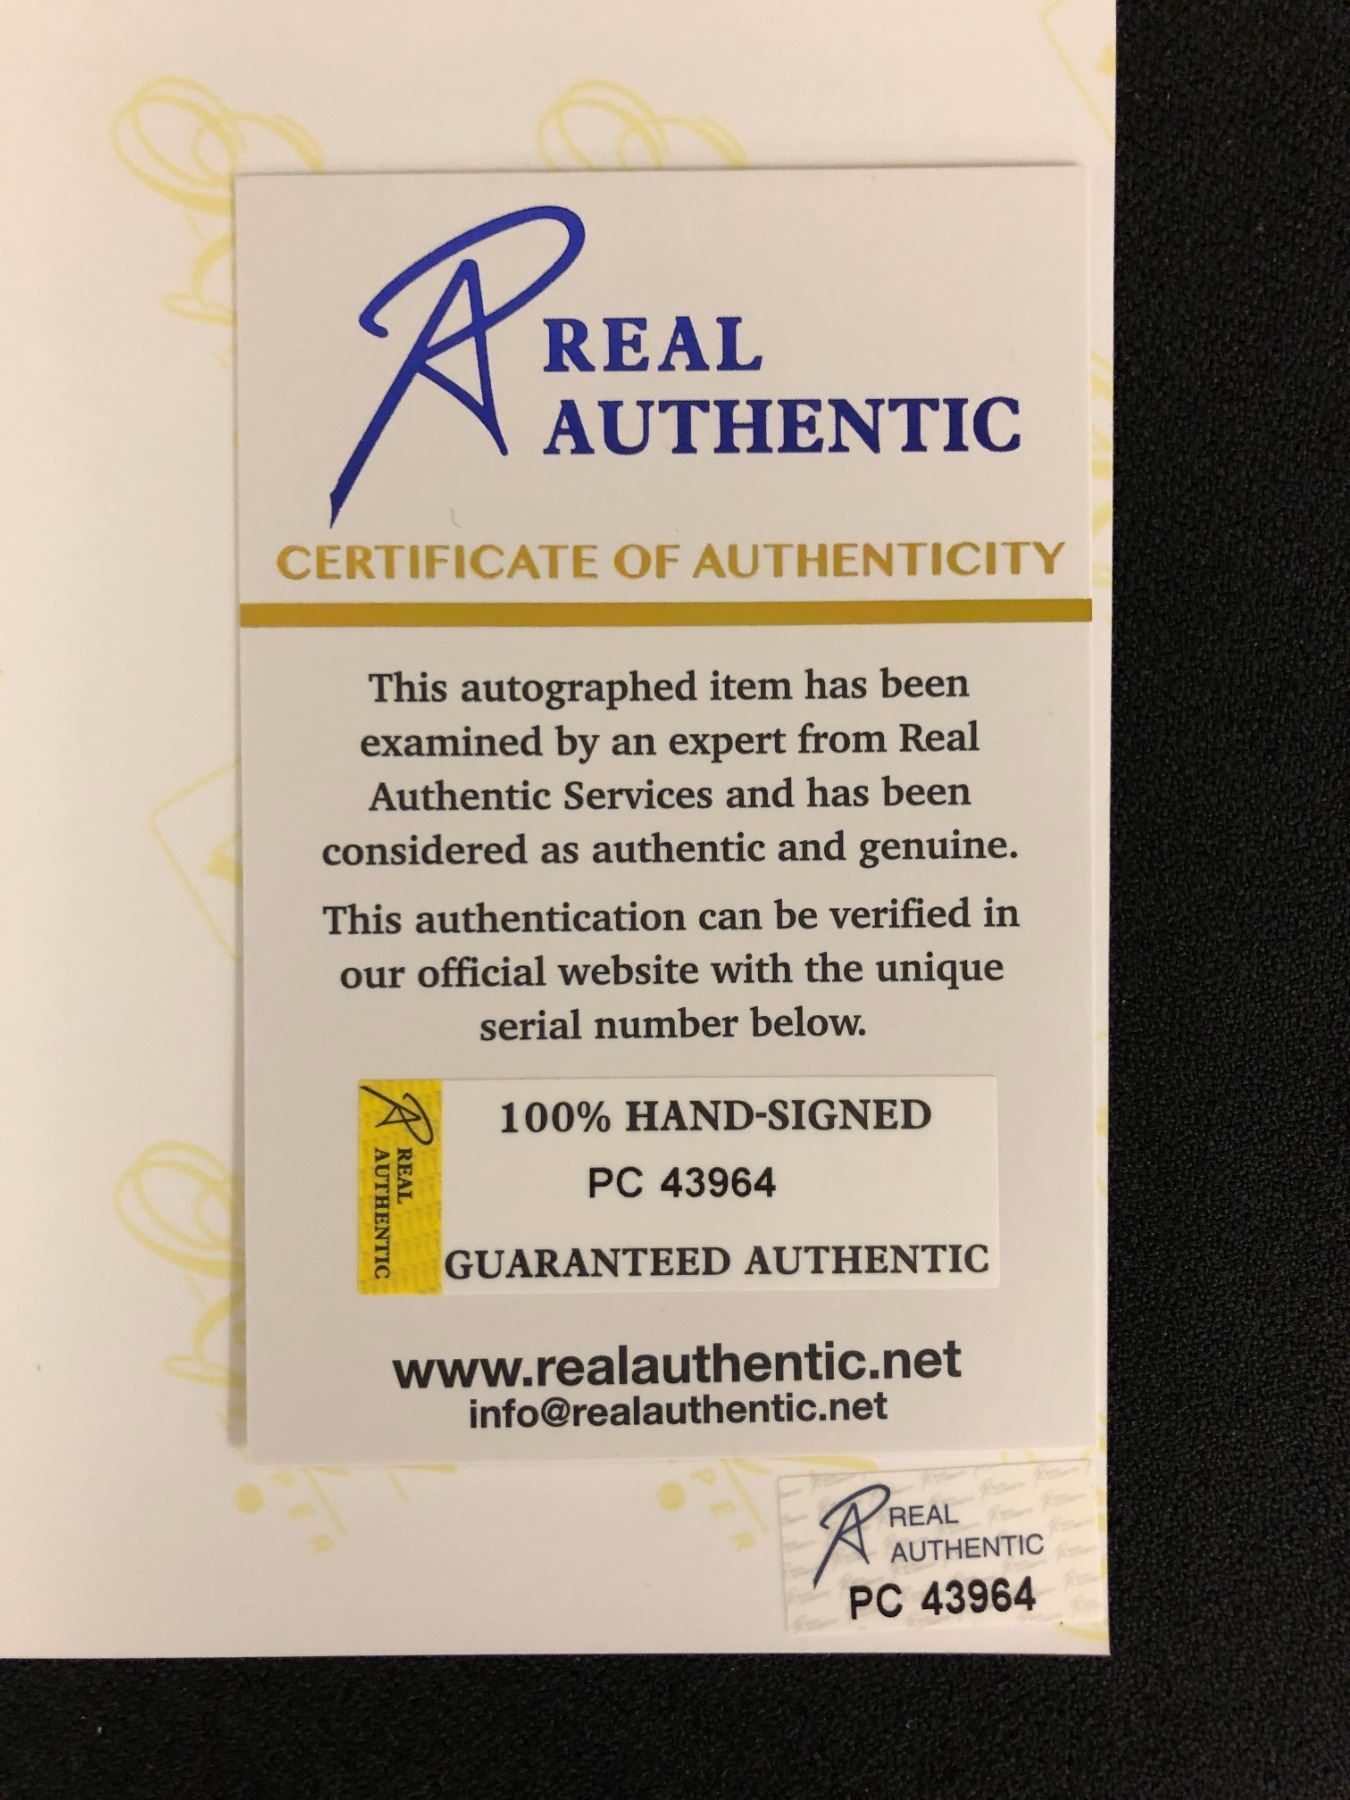 REAL
AUTHENTIC
CERTIFICATE OF AUTHENTICITY
This autographed item has been
examined by an expert from Real
Authentic Services and has been
considered as authentic and genuine.
This authentication can be verified in
our official website with the unique
serial number below.
REAL
AUTHENTIC
100% HAND-SIGNED
PC 43964
GUARANTEED AUTHENTIC
www.realauthentic.net
info@realauthentic.net
REAL
AUTHENTIC
PC 43964